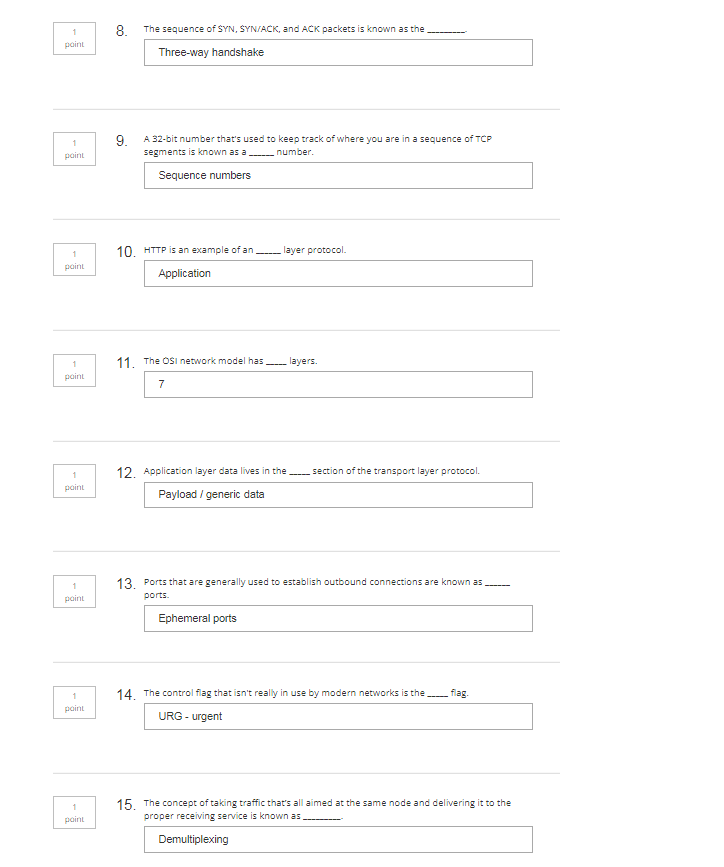 1
point
8. The sequence of SYN, SYN/ACK, and ACK packets is known as the _________.
Three-way handshake
1
point
9. A 32-bit number that's used to keep track of where you are in a sequence of TCP
segments is known as a ______ number.
Sequence numbers
1
point
10. HTTP is an example of an ______ layer protocol.
Application
1
point
11. The OSI network model has _____ layers.
7
1
point
12. Application layer data lives in the _____ section of the transport layer protocol.
Payload / generic data
1
point
13. Ports that are generally used to establish outbound connections are known as ______
ports.
Ephemeral ports
1
point
14. The control flag that isn't really in use by modern networks is the _____ flag.
URG - urgent
1
point
15. The concept of taking traffic that's all aimed at the same node and delivering it to the
proper receiving service is known as _________.
Demultiplexing